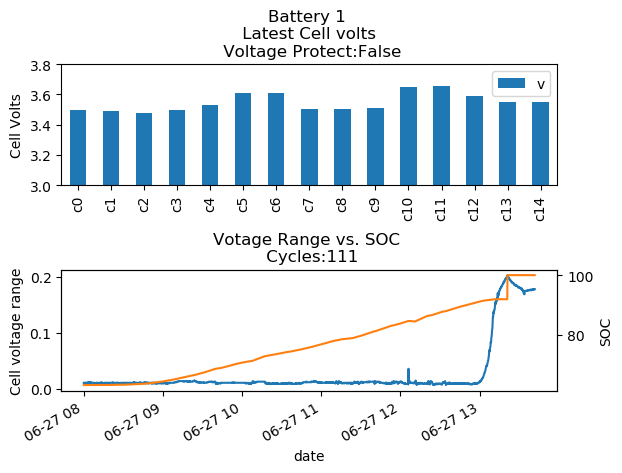 Battery 1
Latest Cell volts
Voltage Protect:False
3.8
3.6
3.4
3.2
3.0
Cell Volts
v
c0 c1 c2 c3 c4 c5 c6 c7 c8 c9 c10 c11 c12 c13 c14
Votage Range vs. SOC
Cycles:111
0.2
0.1
0.0
Cell voltage range
100
80
SOC
06-27 08 06-27 09 06-27 10 06-27 11 06-27 12 06-27 13
date